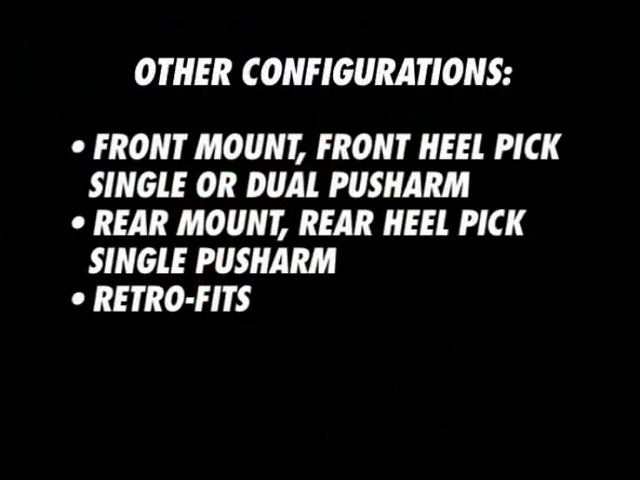 OTHER CONFIGURATIONS:
• FRONT MOUNT, FRONT HEEL PICK
SINGLE OR DUAL PUSHARM
• REAR MOUNT, REAR HEEL PICK
SINGLE PUSHARM
• RETRO-FITS